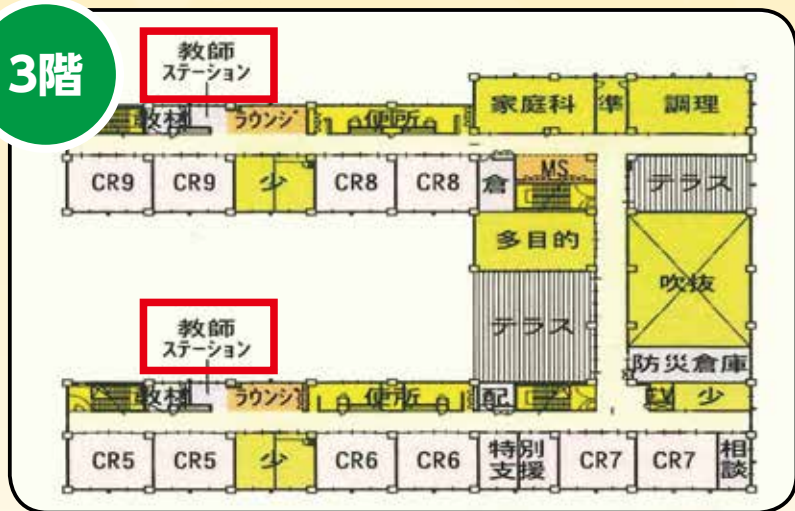 3階
教師
ステーション
教材
ラウンジ
便所
家庭科
準
調理
CR9
CR9
少
CR8
CR8
倉
MS
テラス
多目的
吹抜
テラス
防災倉庫
教師
ステーション
教材
ラウンジ
便所
配
EV
少
CR5
CR5
少
CR6
CR6
特別
支援
CR7
CR7
相
談